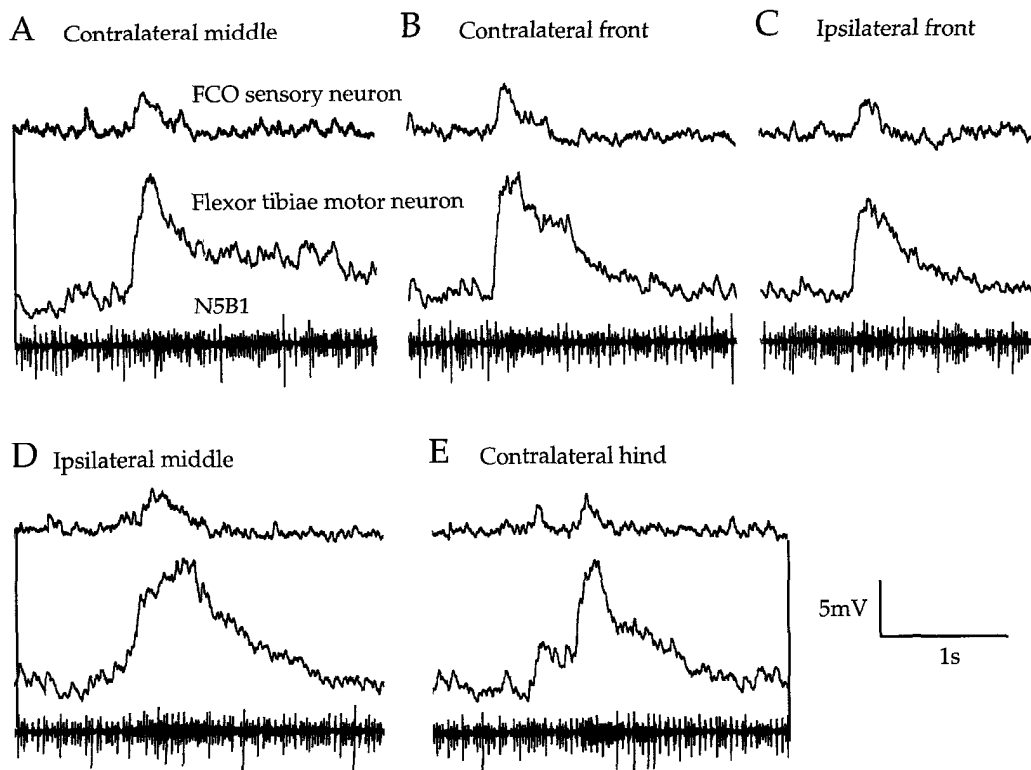 A Contralateral middle
B Contralateral front
C Ipsilateral front
FCO sensory neuron
Flexor tibiae motor neuron
N5B1
D Ipsilateral middle
E Contralateral hind
5mV
1s